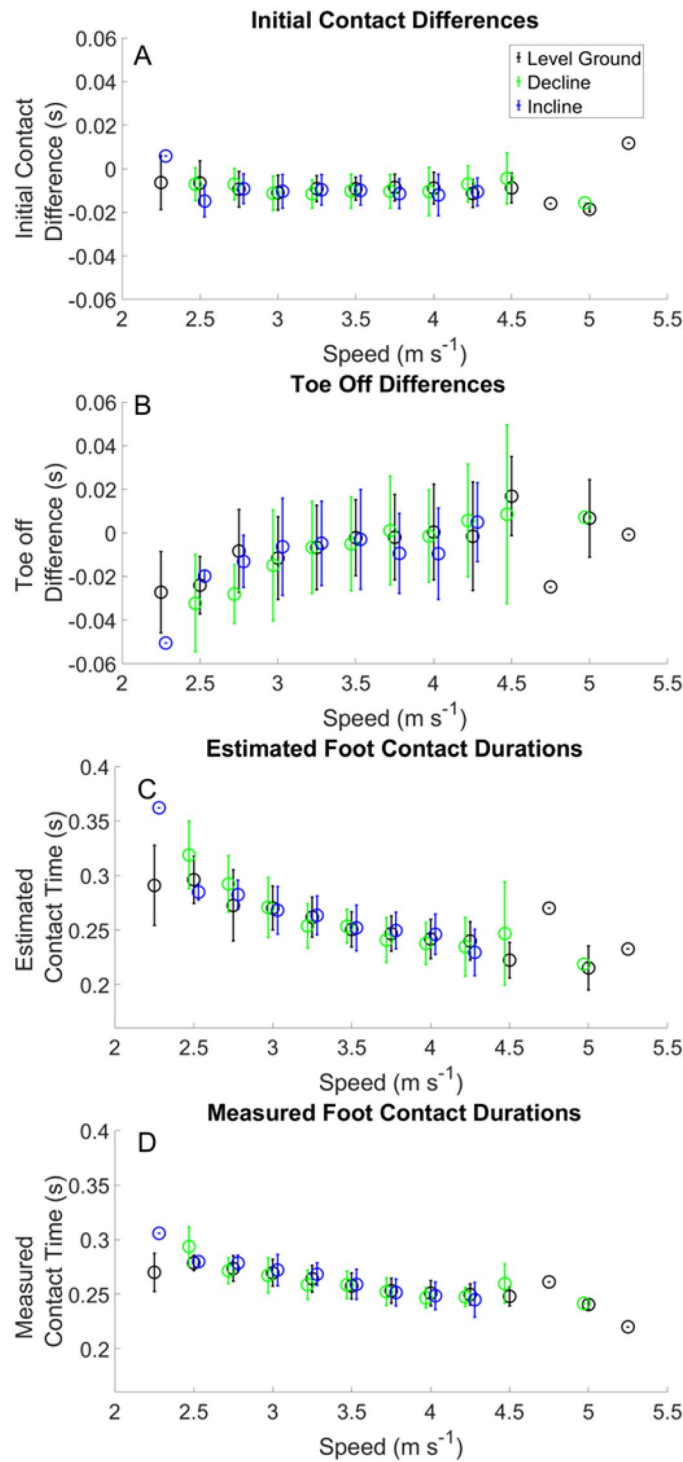 Initial Contact Differences
A
Level Ground
Decline
Incline
Initial Contact
Difference (s)
0.06
0.04
0.02
0
-0.02
-0.04
-0.06
2 2.5 3 3.5 4 4.5 5 5.5
Speed (m s⁻¹)
Toe Off Differences
B
Toe off
Difference (s)
0.06
0.04
0.02
0
-0.02
-0.04
-0.06
2 2.5 3 3.5 4 4.5 5 5.5
Speed (m s⁻¹)
Estimated Foot Contact Durations
C
Estimated
Contact Time (s)
0.4
0.35
0.3
0.25
0.2
2 2.5 3 3.5 4 4.5 5 5.5
Speed (m s⁻¹)
Measured Foot Contact Durations
D
Measured
Contact Time (s)
0.4
0.35
0.3
0.25
0.2
2 2.5 3 3.5 4 4.5 5 5.5
Speed (m s⁻¹)